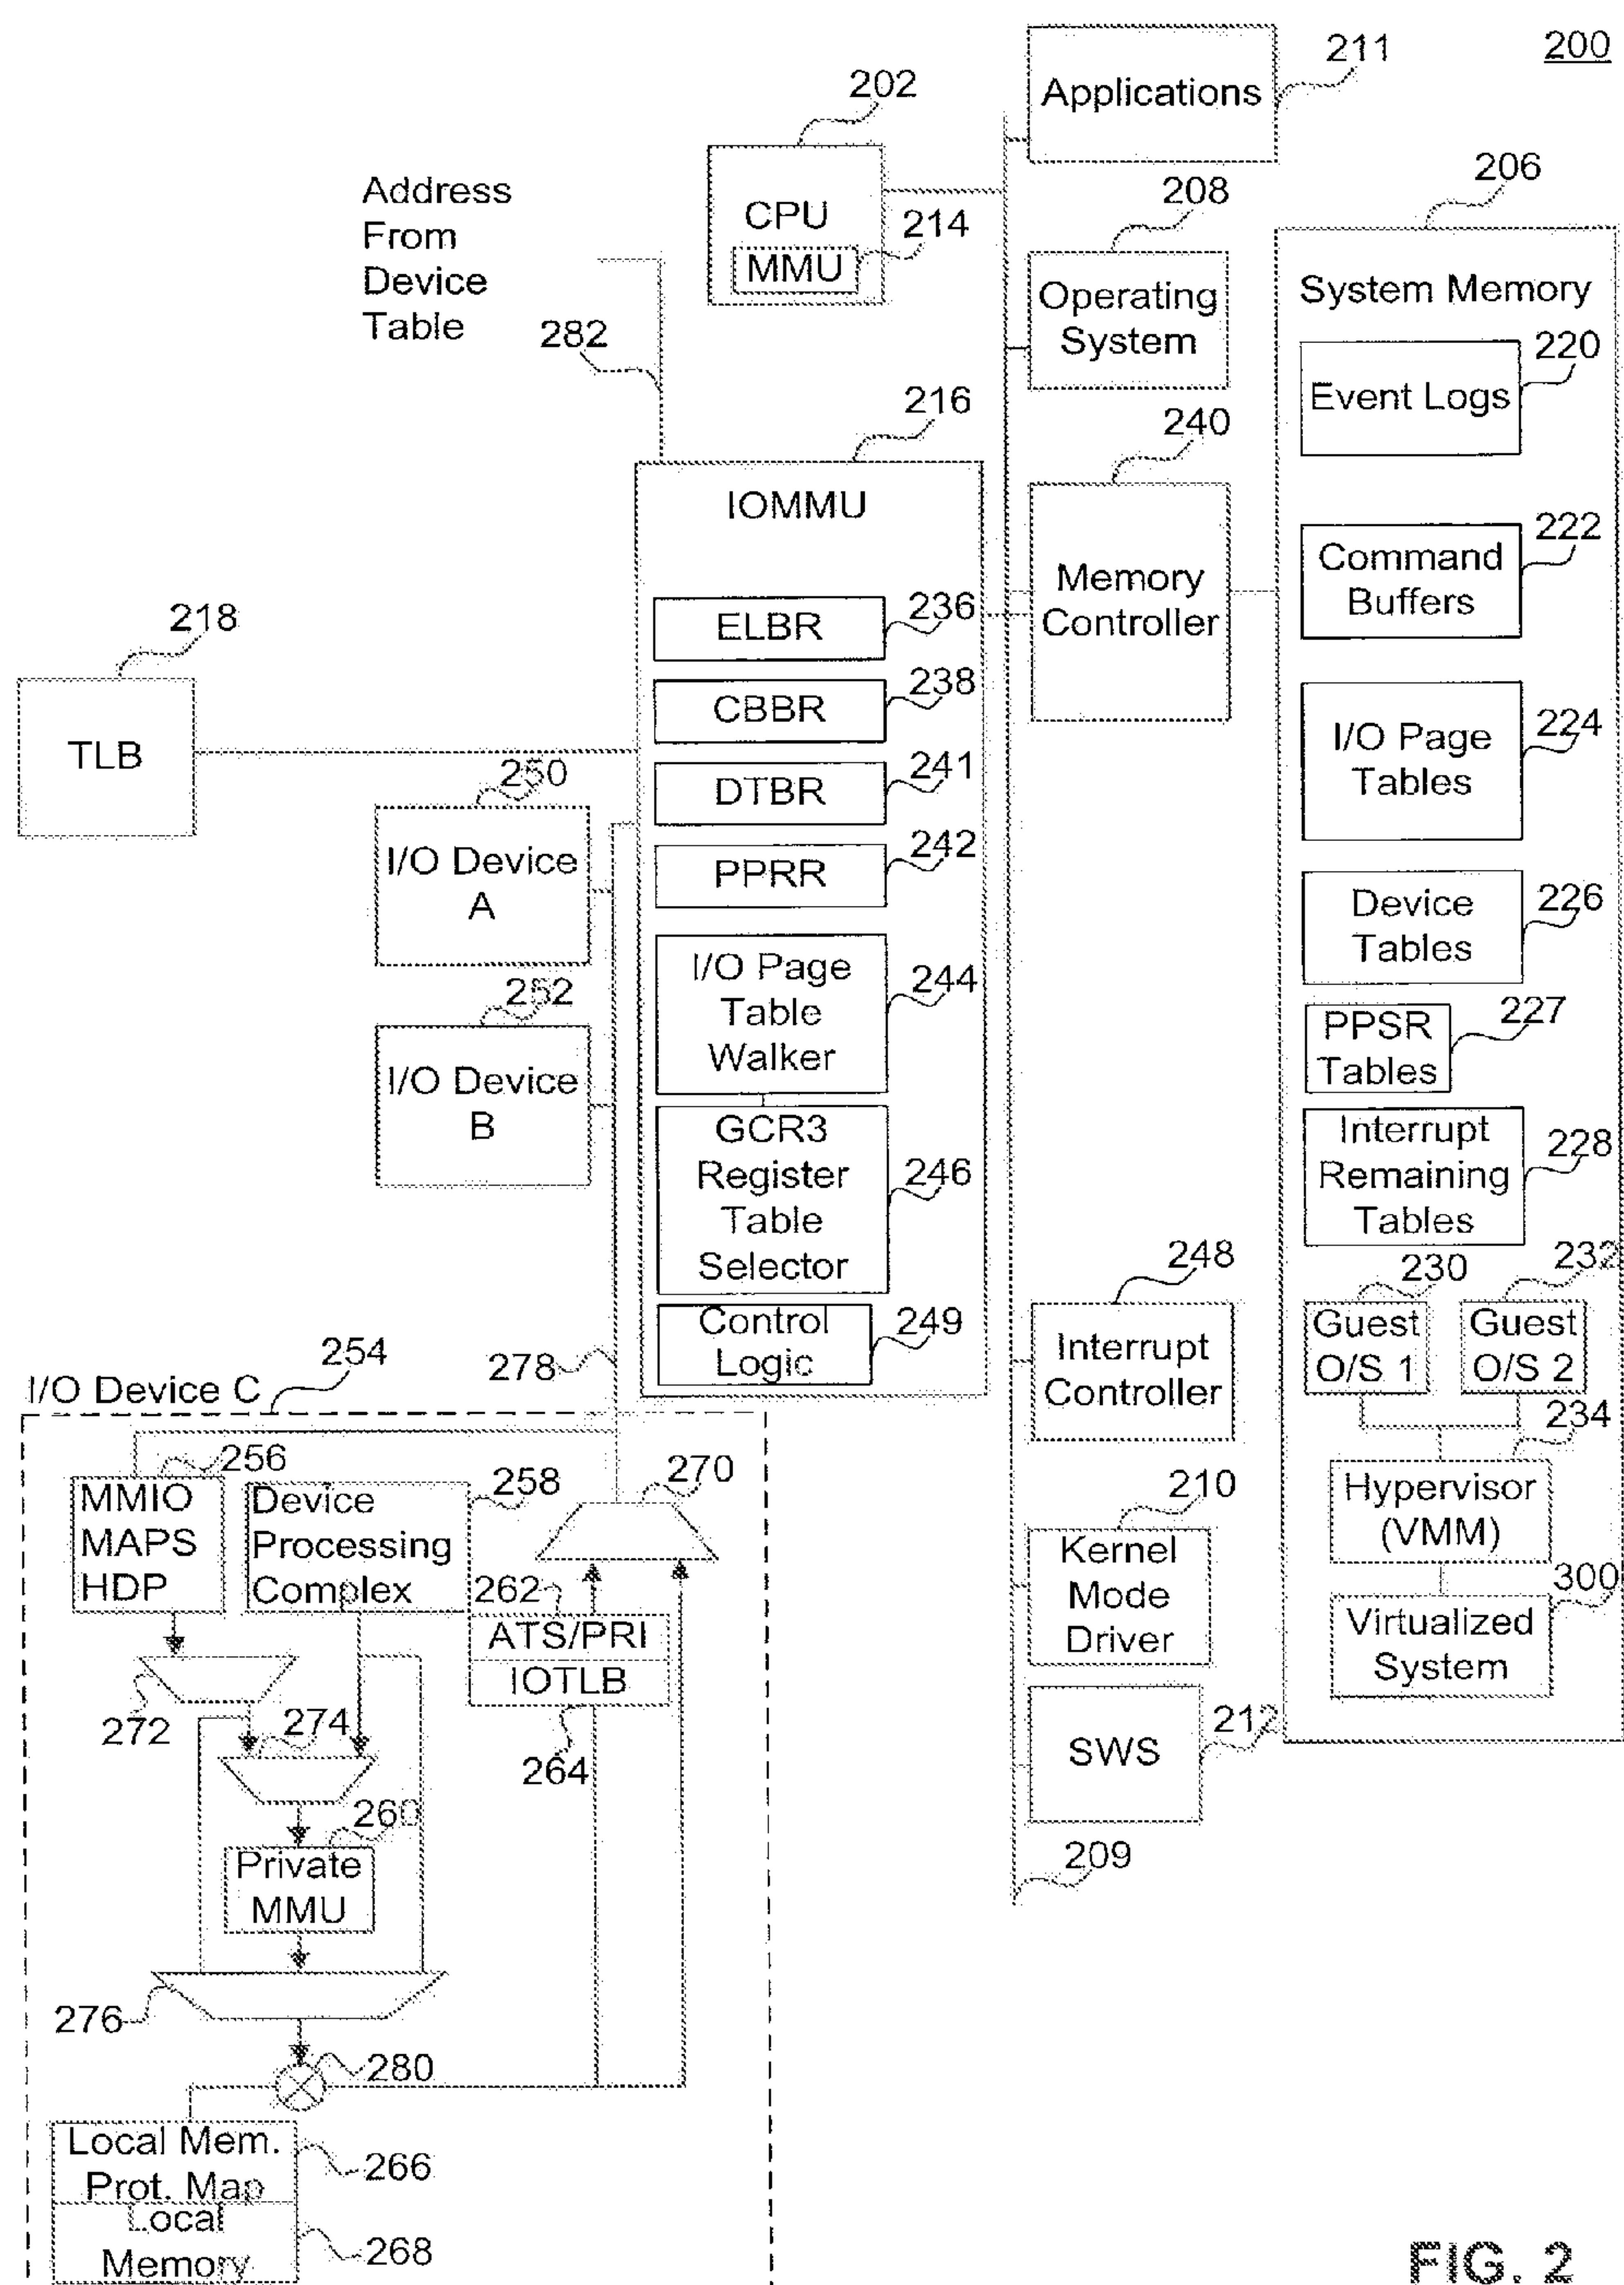 200
Applications
211
202
CPU
MMU
214
Address
From
Device
Table
282
208
Operating
System
206
System Memory
Event Logs
220
Command
Buffers
222
I/O Page
Tables
224
Device
Tables
226
PPSR
Tables
227
Interrupt
Remaining
Tables
228
230
Guest
O/S 1
232
Guest
O/S 2
234
Hypervisor
(VMM)
300
Virtualized
System
216
IOMMU
ELBR
236
CBBR
238
DTBR
241
PPRR
242
I/O Page
Table
Walker
244
GCR3
Register
Table
Selector
246
Control
Logic
249
240
Memory
Controller
218
TLB
250
I/O Device
A
252
I/O Device
B
278
248
Interrupt
Controller
210
Kernel
Mode
Driver
SWS
212
209
254
I/O Device C
256
MMIO
MAPS
HDP
Device
Processing
Complex
258
270
262
ATS/PRI
IOTLB
264
272
274
260
Private
MMU
276
280
Local Mem.
Prot. Map
266
Local
Memory
268
FIG. 2